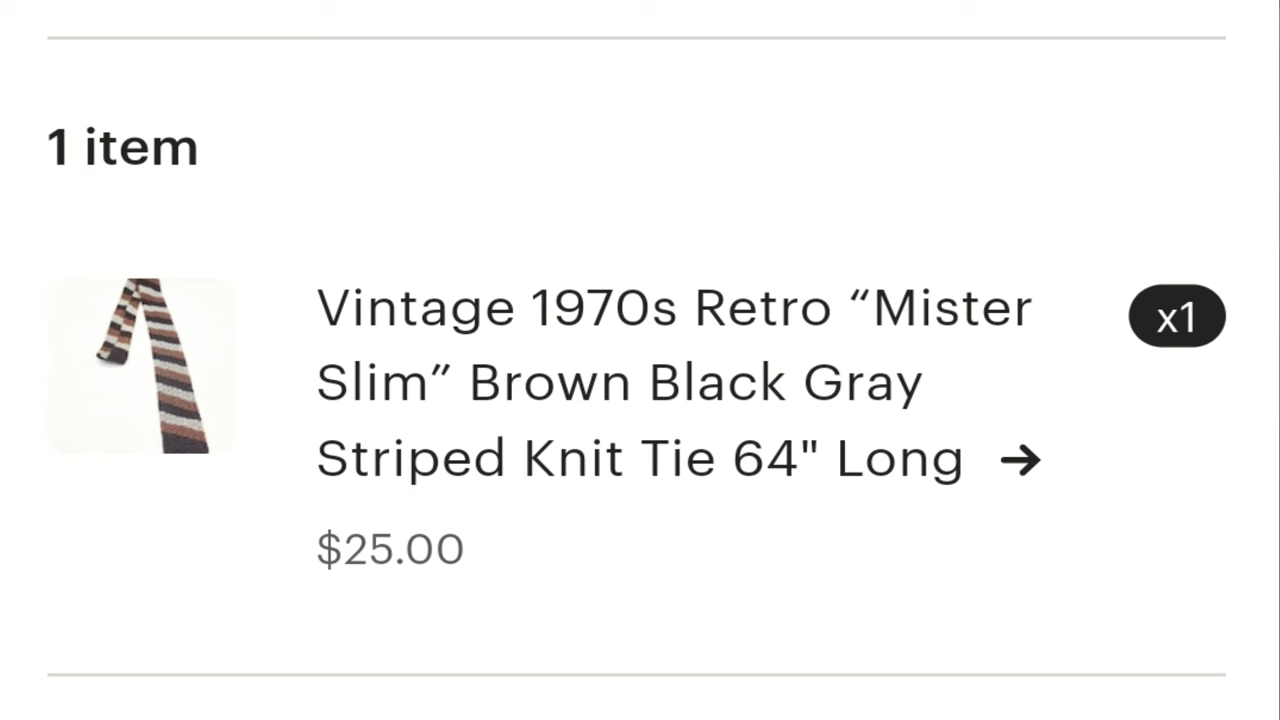 1 item
Vintage 1970s Retro “Mister
Slim” Brown Black Gray
Striped Knit Tie 64" Long →
$25.00
x1